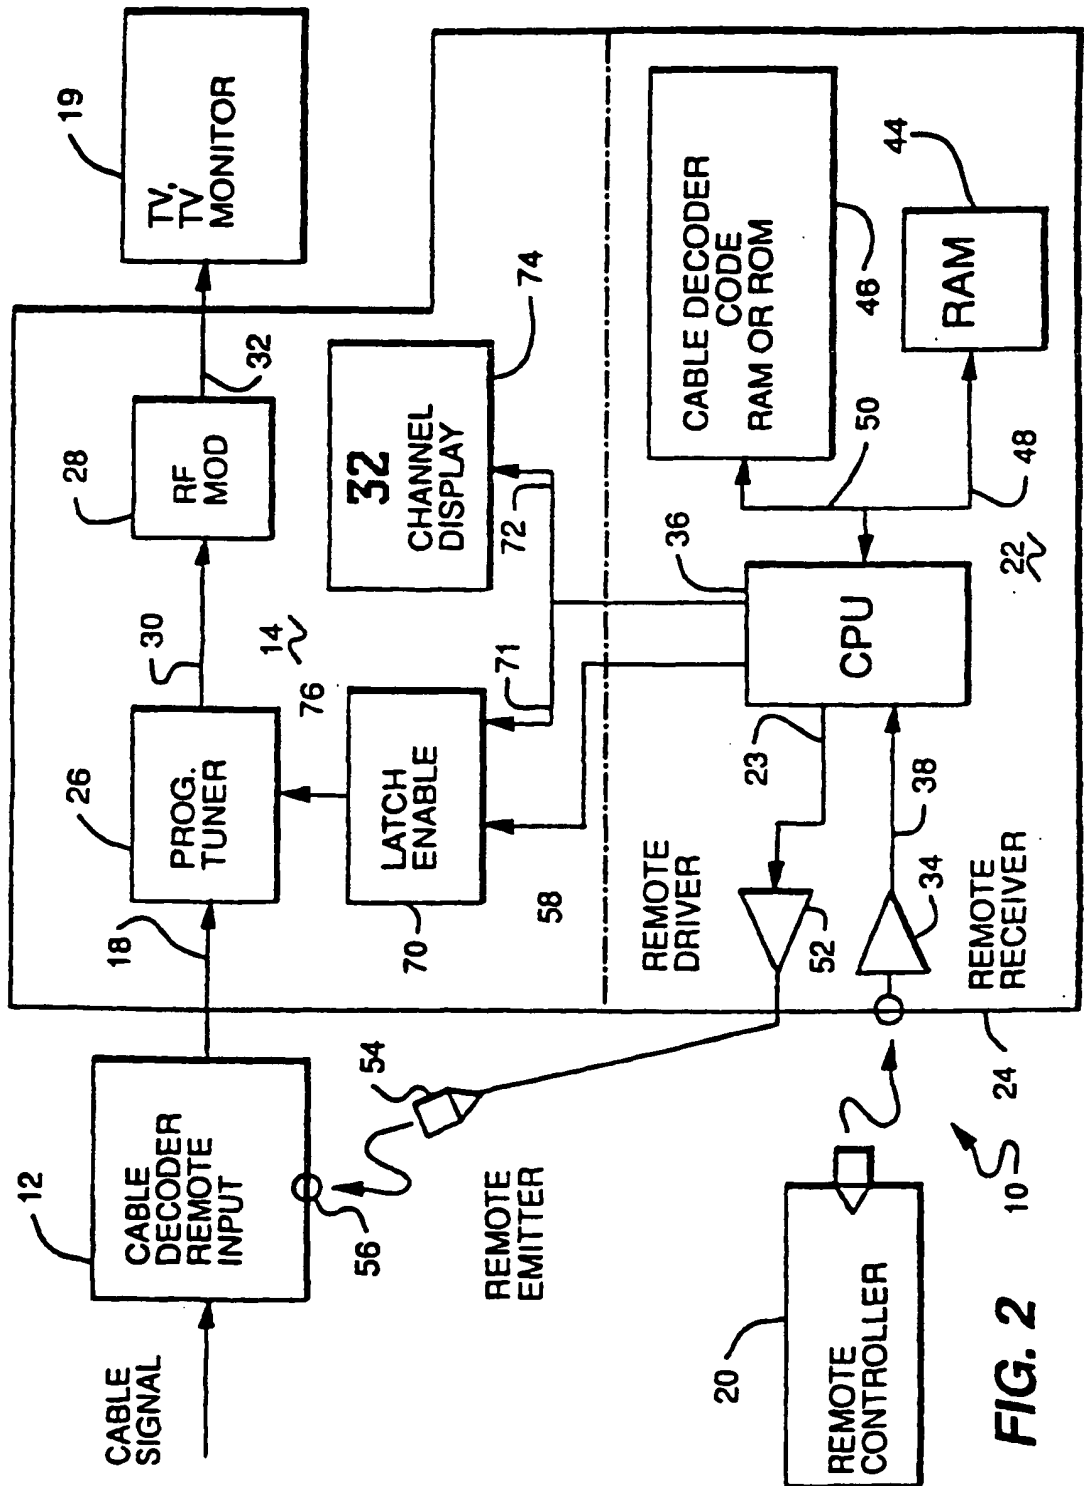 CABLE
SIGNAL
12
CABLE
DECODER
REMOTE
INPUT
56
54
REMOTE
EMITTER
18
26
PROG.
TUNER
30
28
RF
MOD
32
19
TV,
TV
MONITOR
14
76
70
LATCH
ENABLE
71
72
32
CHANNEL
DISPLAY
74
58
REMOTE
DRIVER
52
23
36
CPU
38
34
REMOTE
RECEIVER
50
CABLE DECODER
CODE
RAM OR ROM
46
44
RAM
48
22
20
REMOTE
CONTROLLER
24
10
FIG. 2